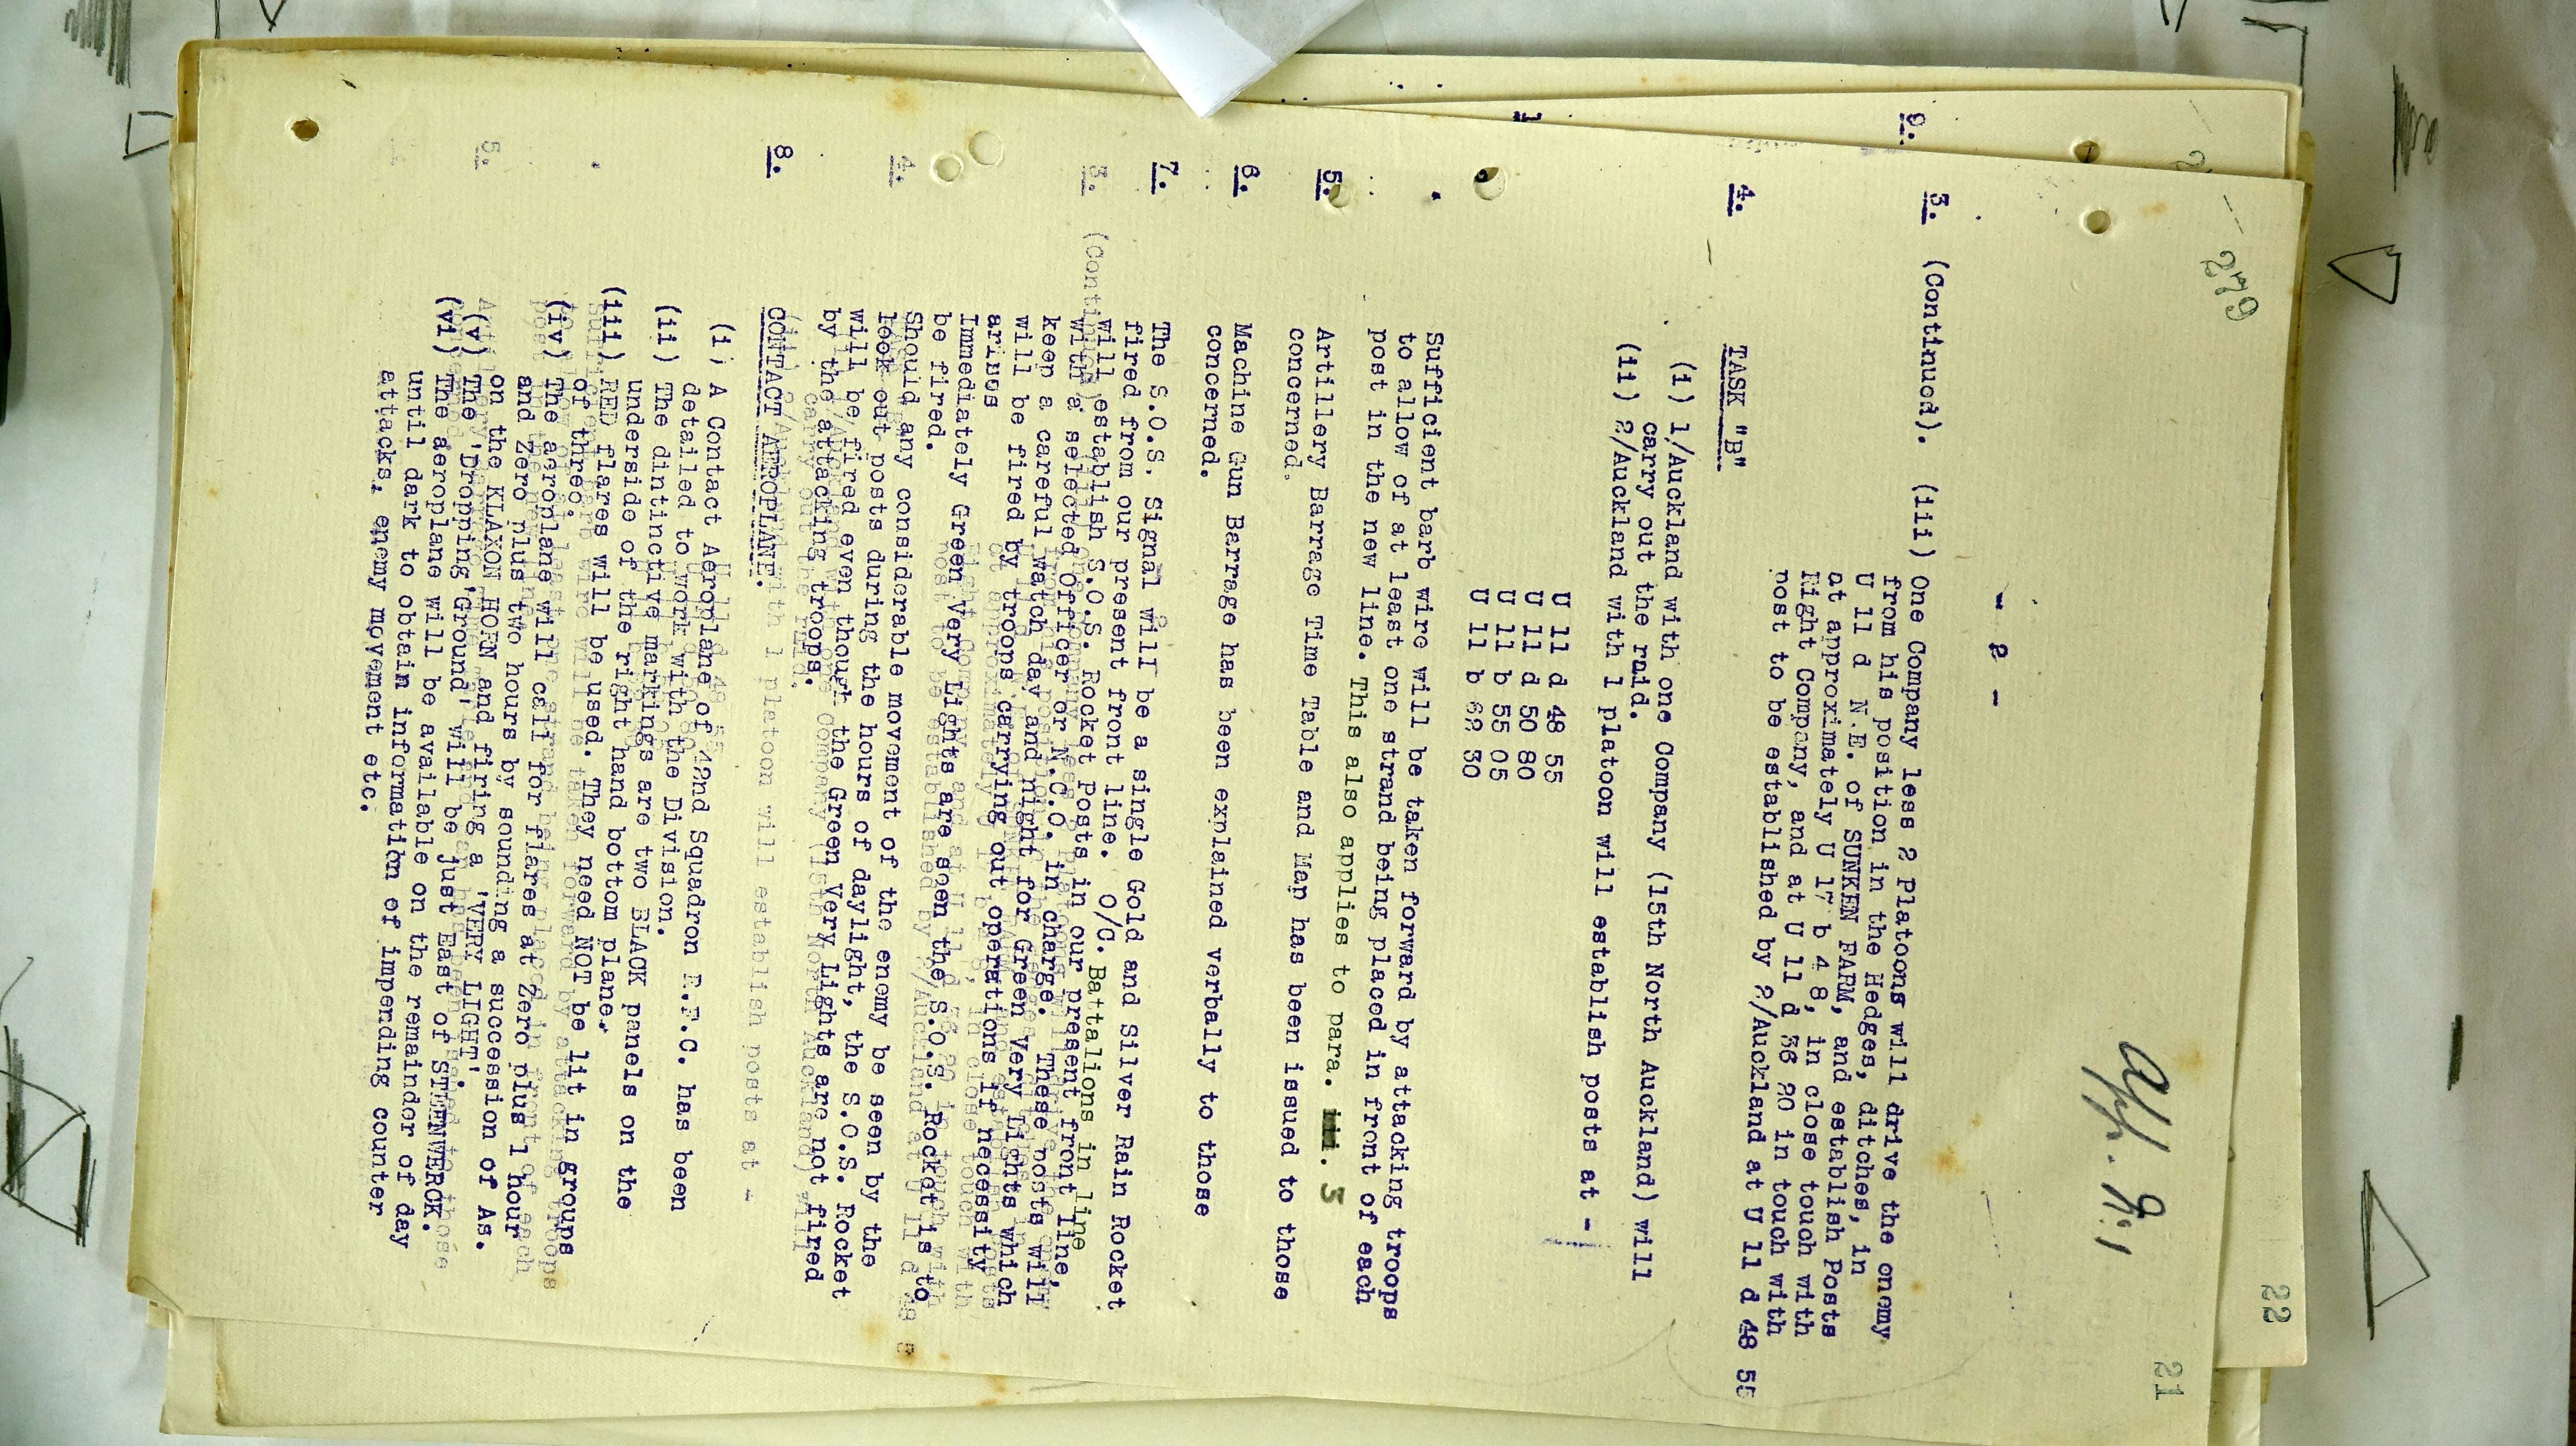 279
22
21
App. 9.1
- 2 -
3. (Continued). (iii) One Company less 2 Platoons will drive the enemy
from his position in the Hedges, ditches, in
U 11 d N.E. of SUNKEN FARM, and establish Posts
at approximately U 17 b 4 8, in close touch with
Right Company, and at U 11 d 36 20 in touch with
post to be established by 2/Auckland at U 11 d 48 55
4. TASK "B"
(i) 1/Auckland with one Company (15th North Auckland) will
carry out the raid.
(ii) 2/Auckland with 1 platoon will establish posts at -
U 11 d 48 55
U 11 d 50 80
U 11 b 55 05
U 11 b 62 30
Sufficient barb wire will be taken forward by attacking troops
to allow of at least one strand being placed in front of each
post in the new line. This also applies to para. 3
5. Artillery Barrage Time Table and Map has been issued to those
concerned.
6. Machine Gun Barrage has been explained verbally to those
concerned.
7. The S.O.S. Signal will be a single Gold and Silver Rain Rocket
fired from our present front line. O/C. Battalions in line
will establish S.O.S. Rocket Posts in our present front line,
with a selected Officer or N.C.O. in charge. These posts will
keep a careful watch day and night for Green Very Lights which
will be fired by troops carrying out operations if necessity
arises
Immediately Green Very Lights are seen the S.O.S. Rocket is to
be fired.
Should any considerable movement of the enemy be seen by the
look out posts during the hours of daylight, the S.O.S. Rocket
will be fired even though the Green Very Lights are not fired
by the attacking troops.
8. CONTACT AEROPLANE.
(i) A Contact Aeroplane of 42nd Squadron R.F.C. has been
detailed to work with the Division.
(ii) The dintinctive markings are two BLACK panels on the
underside of the right hand bottom plane.
(iii) RED flares will be used. They need NOT be lit in groups
of three.
(iv) The aeroplane will call for flares at Zero plus 1 hour
and Zero plus two hours by sounding a succession of As.
on the KLAXON HORN and firing a 'VERY LIGHT'.
(v) The 'Dropping Ground' will be just East of STEENWERCK.
(vi) The aeroplane will be available on the remainder of day
until dark to obtain information of impending counter
attacks, enemy movement etc.